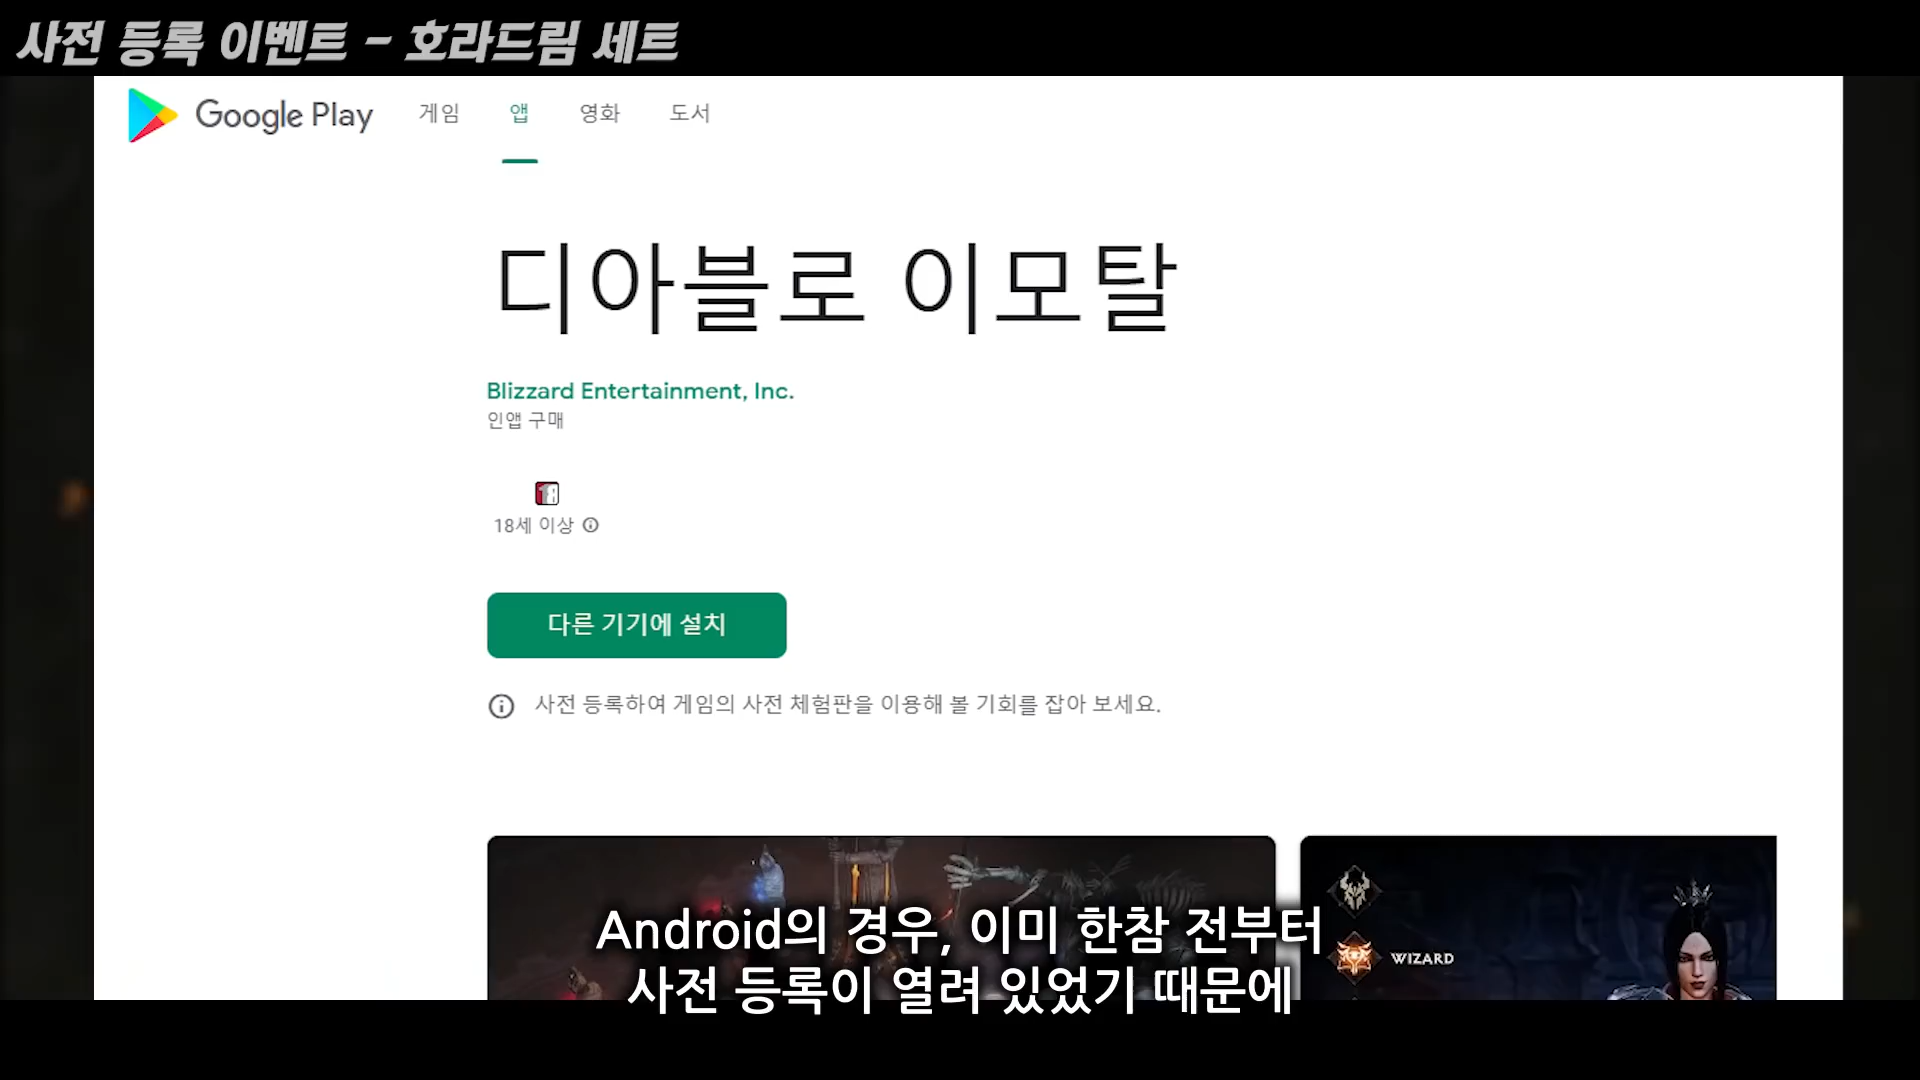 사전 등록 이벤트 - 호라드림 세트
Google Play 게임 앱 영화 도서
디아블로 이모탈
Blizzard Entertainment, Inc.
인앱 구매
18
18세 이상
다른 기기에 설치
사전 등록하여 게임의 사전 체험판을 이용해 볼 기회를 잡아 보세요.
WIZARD
Android의 경우, 이미 한참 전부터
사전 등록이 열려 있었기 때문에